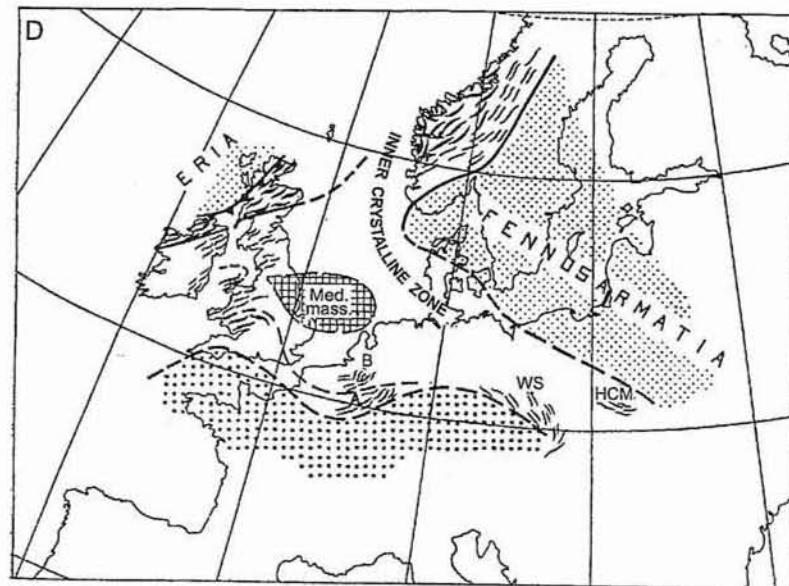 D
ERIA
INNER CRYSTALLINE ZONE
FENNOSARMATIA
Med.
mass.
B
WS
HCM